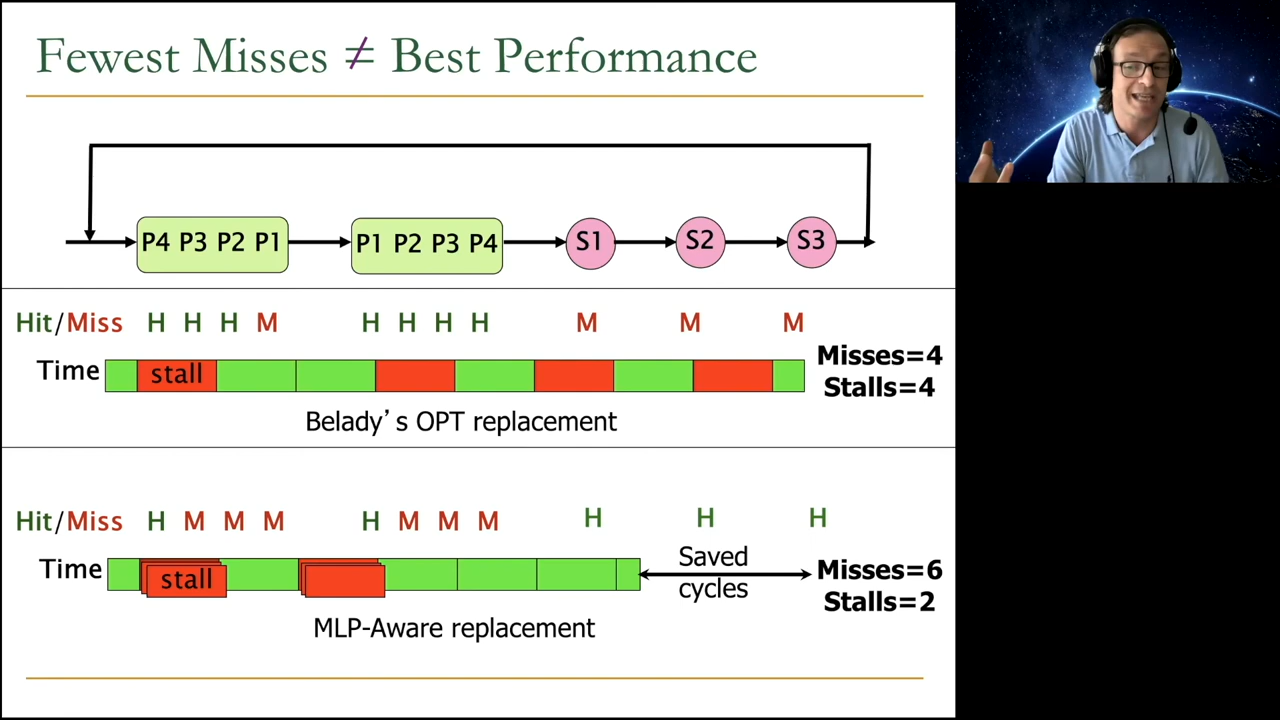 Fewest Misses ≠ Best Performance
P4 P3 P2 P1
P1 P2 P3 P4
S1
S2
S3
Hit/Miss H H H M H H H H M M M
Time stall
Misses=4
Stalls=4
Belady's OPT replacement
Hit/Miss H M M M H M M M H H H
Time stall
Saved
cycles
Misses=6
Stalls=2
MLP-Aware replacement